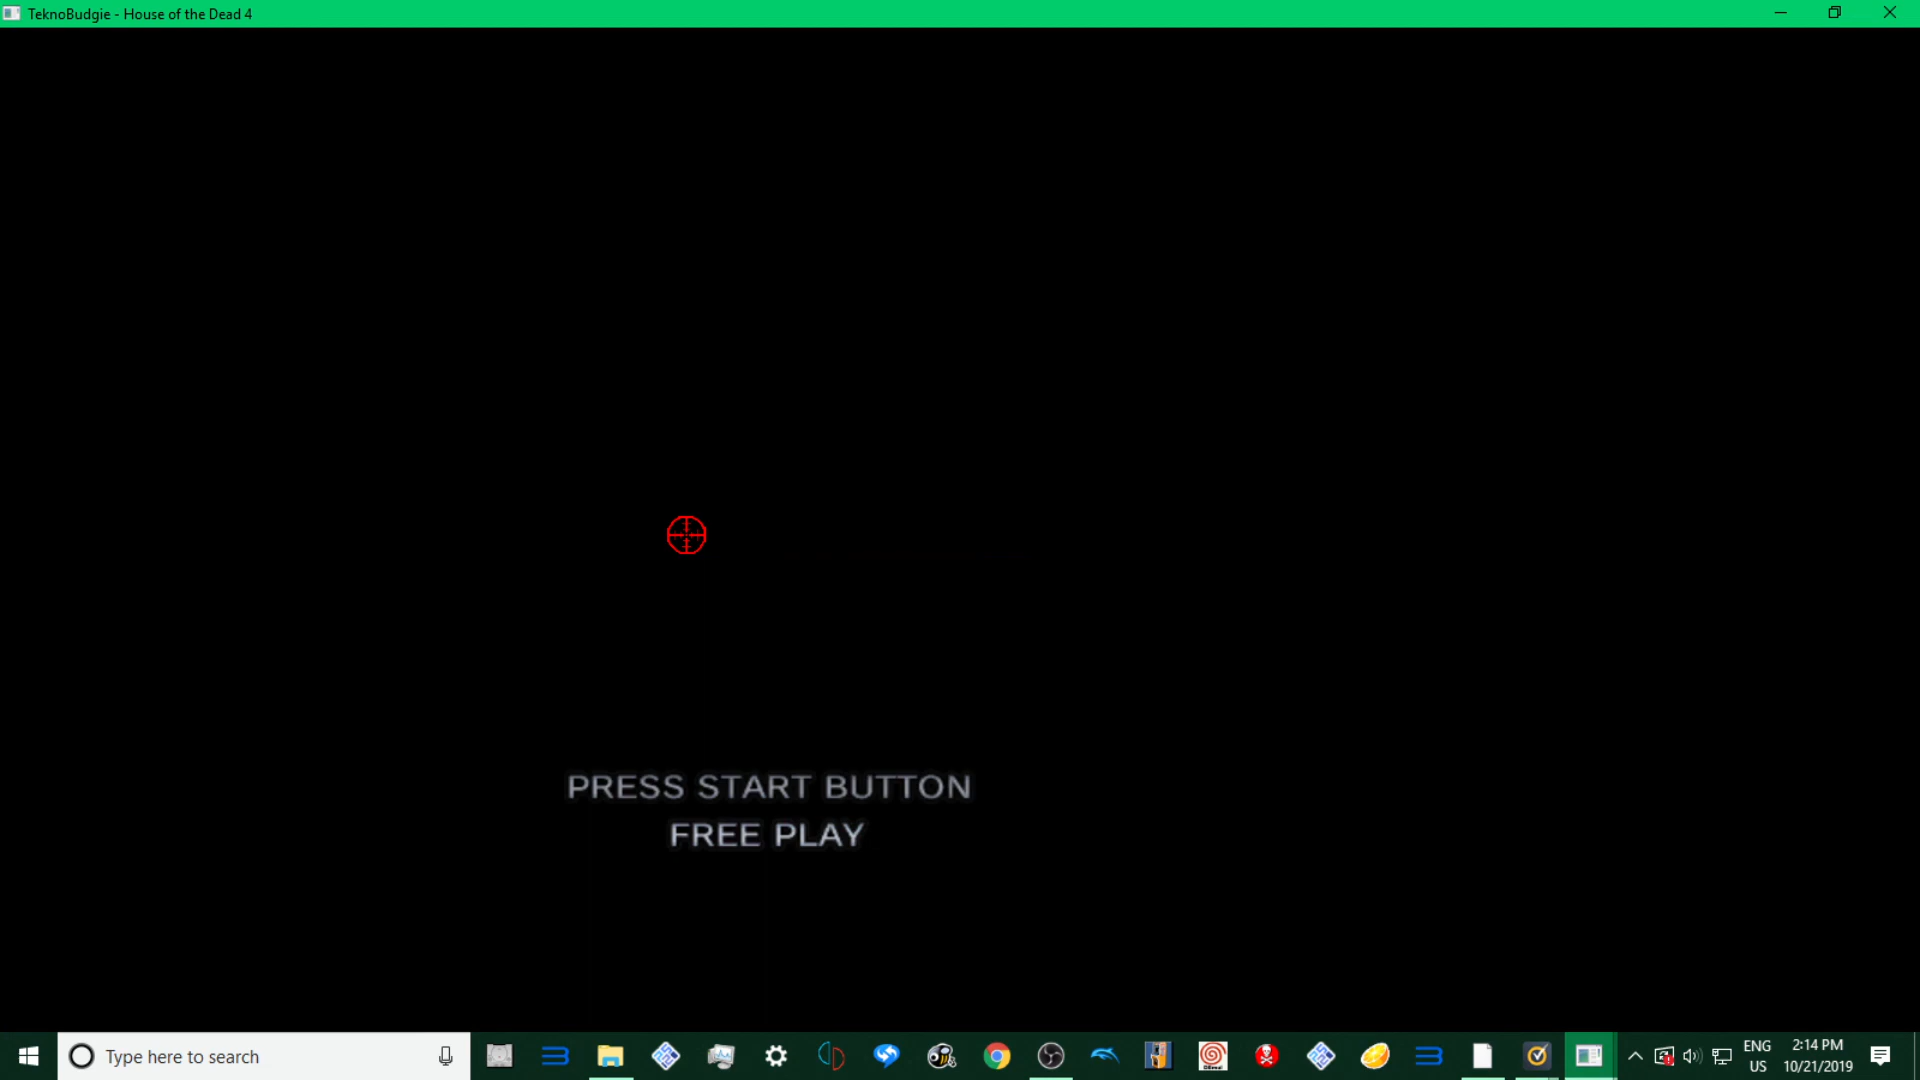 TeknoBudgie - House of the Dead 4
PRESS START BUTTON
FREE PLAY
Type here to search
ENG
US
2:14 PM
10/21/2019